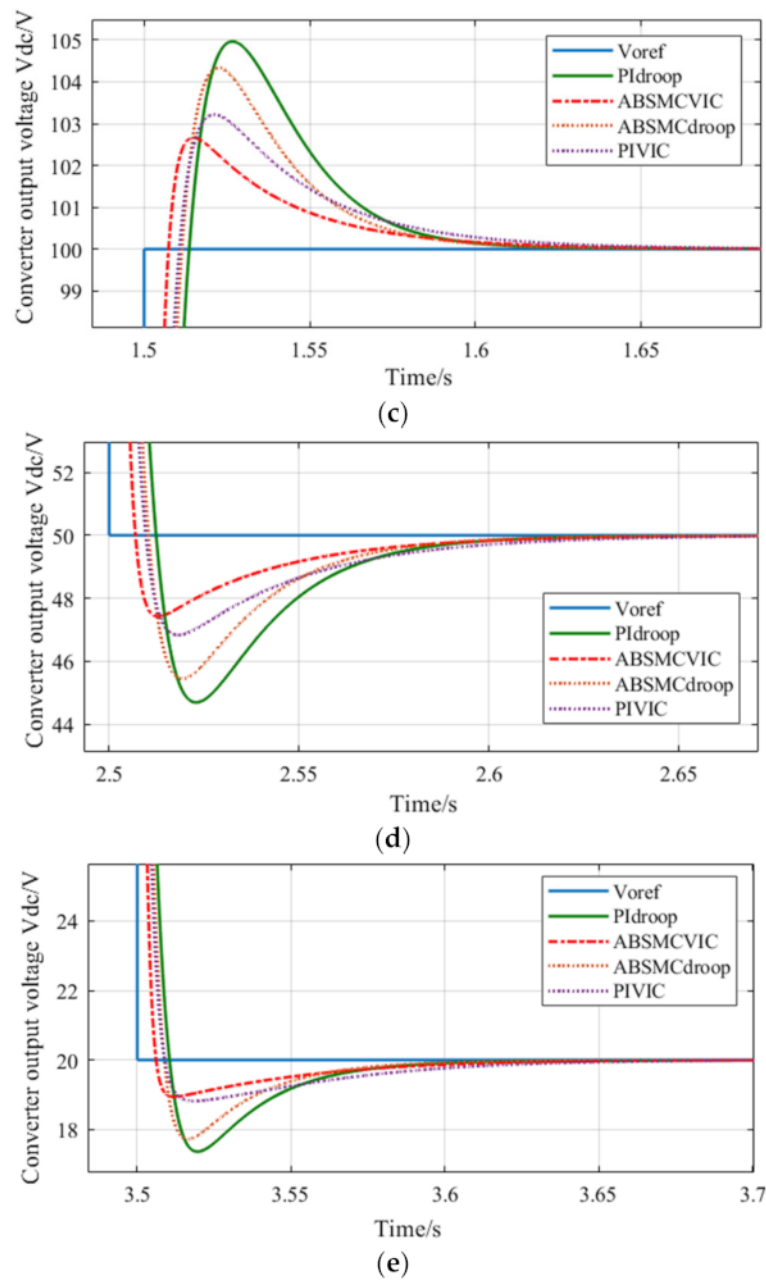 Converter output voltage Vdc/V
105
104
103
102
101
100
99
Voref
PIdroop
ABSMCVIC
ABSMCdroop
PIVIC
1.5
1.55
1.6
1.65
Time/s
(c)
Converter output voltage Vdc/V
52
50
48
46
44
Voref
PIdroop
ABSMCVIC
ABSMCdroop
PIVIC
2.5
2.55
2.6
2.65
Time/s
(d)
Converter output voltage Vdc/V
24
22
20
18
Voref
PIdroop
ABSMCVIC
ABSMCdroop
PIVIC
3.5
3.55
3.6
3.65
3.7
Time/s
(e)